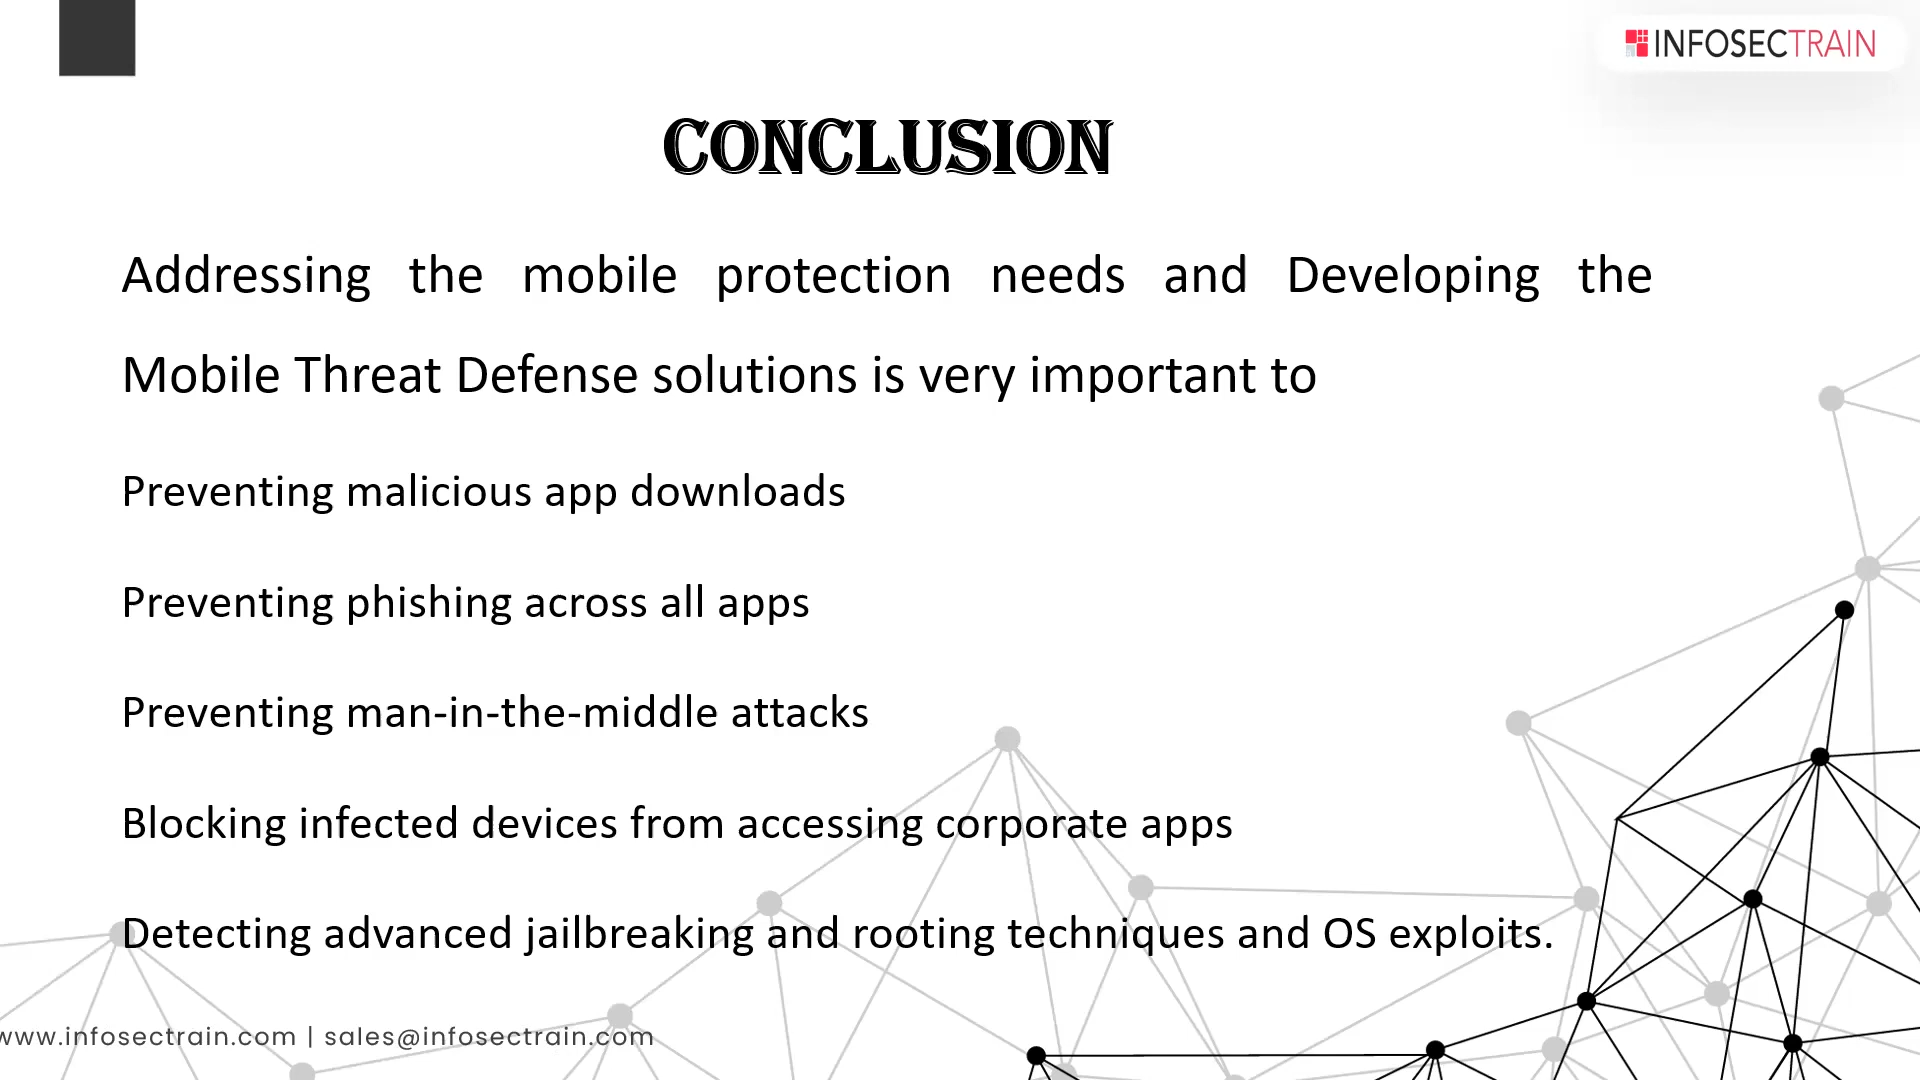 INFOSECTRAIN
CONCLUSION
Addressing the mobile protection needs and Developing the
Mobile Threat Defense solutions is very important to
Preventing malicious app downloads
Preventing phishing across all apps
Preventing man-in-the-middle attacks
Blocking infected devices from accessing corporate apps
Detecting advanced jailbreaking and rooting techniques and OS exploits.
www.infosectrain.com | sales@infosectrain.com